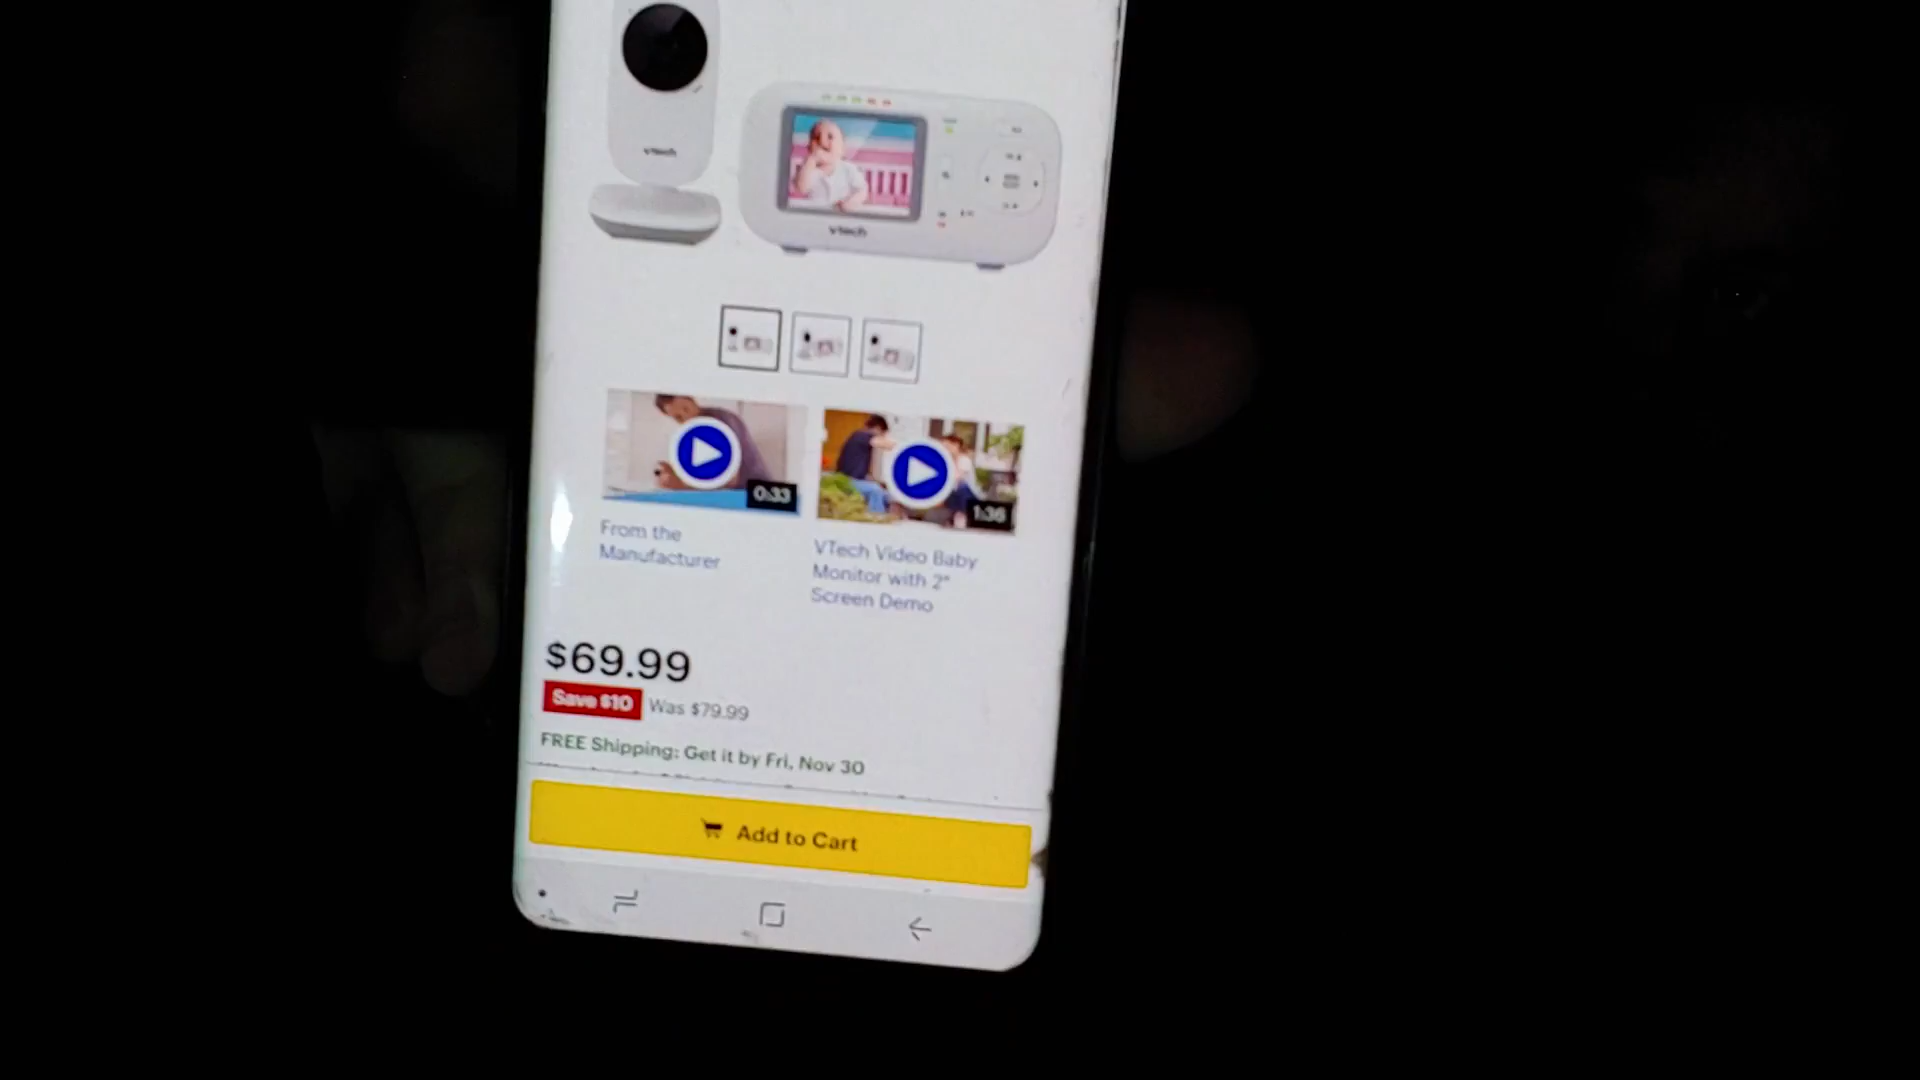 vtech
vtech
0:33
1:36
From the
Manufacturer
VTech Video Baby
Monitor with 2"
Screen Demo
$69.99
Save $10 Was $79.99
FREE Shipping: Get it by Fri, Nov 30
Add to Cart